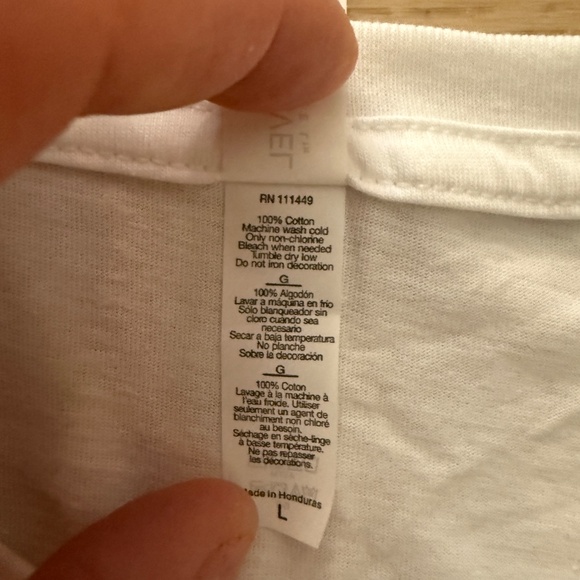 RN 111449
100% Cotton
Machine wash cold
Only non-chlorine
Bleach when needed
Tumble dry low
Do not iron decoration
G
100% Algodón
Lavar a máquina en frio
Sólo blanqueador sin
cloro cuando sea
necesario
Secar a baja temperatura
No planche
Sobre la decoración
G
100% Coton
Lavage à la machine à
l'eau froide. Utiliser
seulement un agent de
blanchiment non chloré
au besoin.
Séchage en sèche-linge
à basse température.
Ne pas repasser
les décorations.
Made in Honduras
L